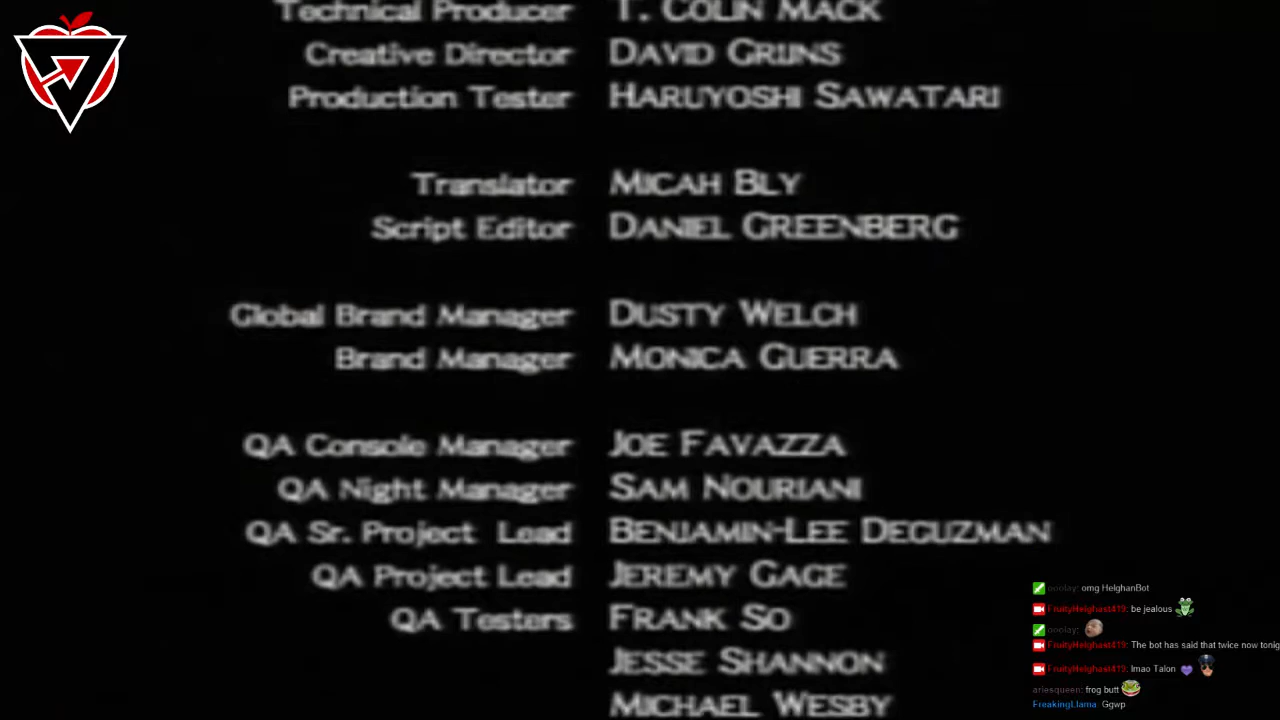 Technical Producer T. COLIN MACK
Creative Director DAVID GRIJNS
Production Tester HARUYOSHI SAWATARI
Translator MICAH BLY
Script Editor DANIEL GREENBERG
Global Brand Manager DUSTY WELCH
Brand Manager MONICA GUERRA
QA Console Manager JOE FAVAZZA
QA Night Manager SAM NOURIANI
QA Sr. Project Lead BENJAMIN-LEE DEGUZMAN
QA Project Lead JEREMY GAGE
QA Testers FRANK SO
JESSE SHANNON
MICHAEL WESBY
omg HelghanBot
FruityHelghast419: be jealous
FruityHelghast419: The bot has said that twice now tonig
FruityHelghast419: lmao Talon
ariesqueen: frog butt
FreakingLlama: Ggwp